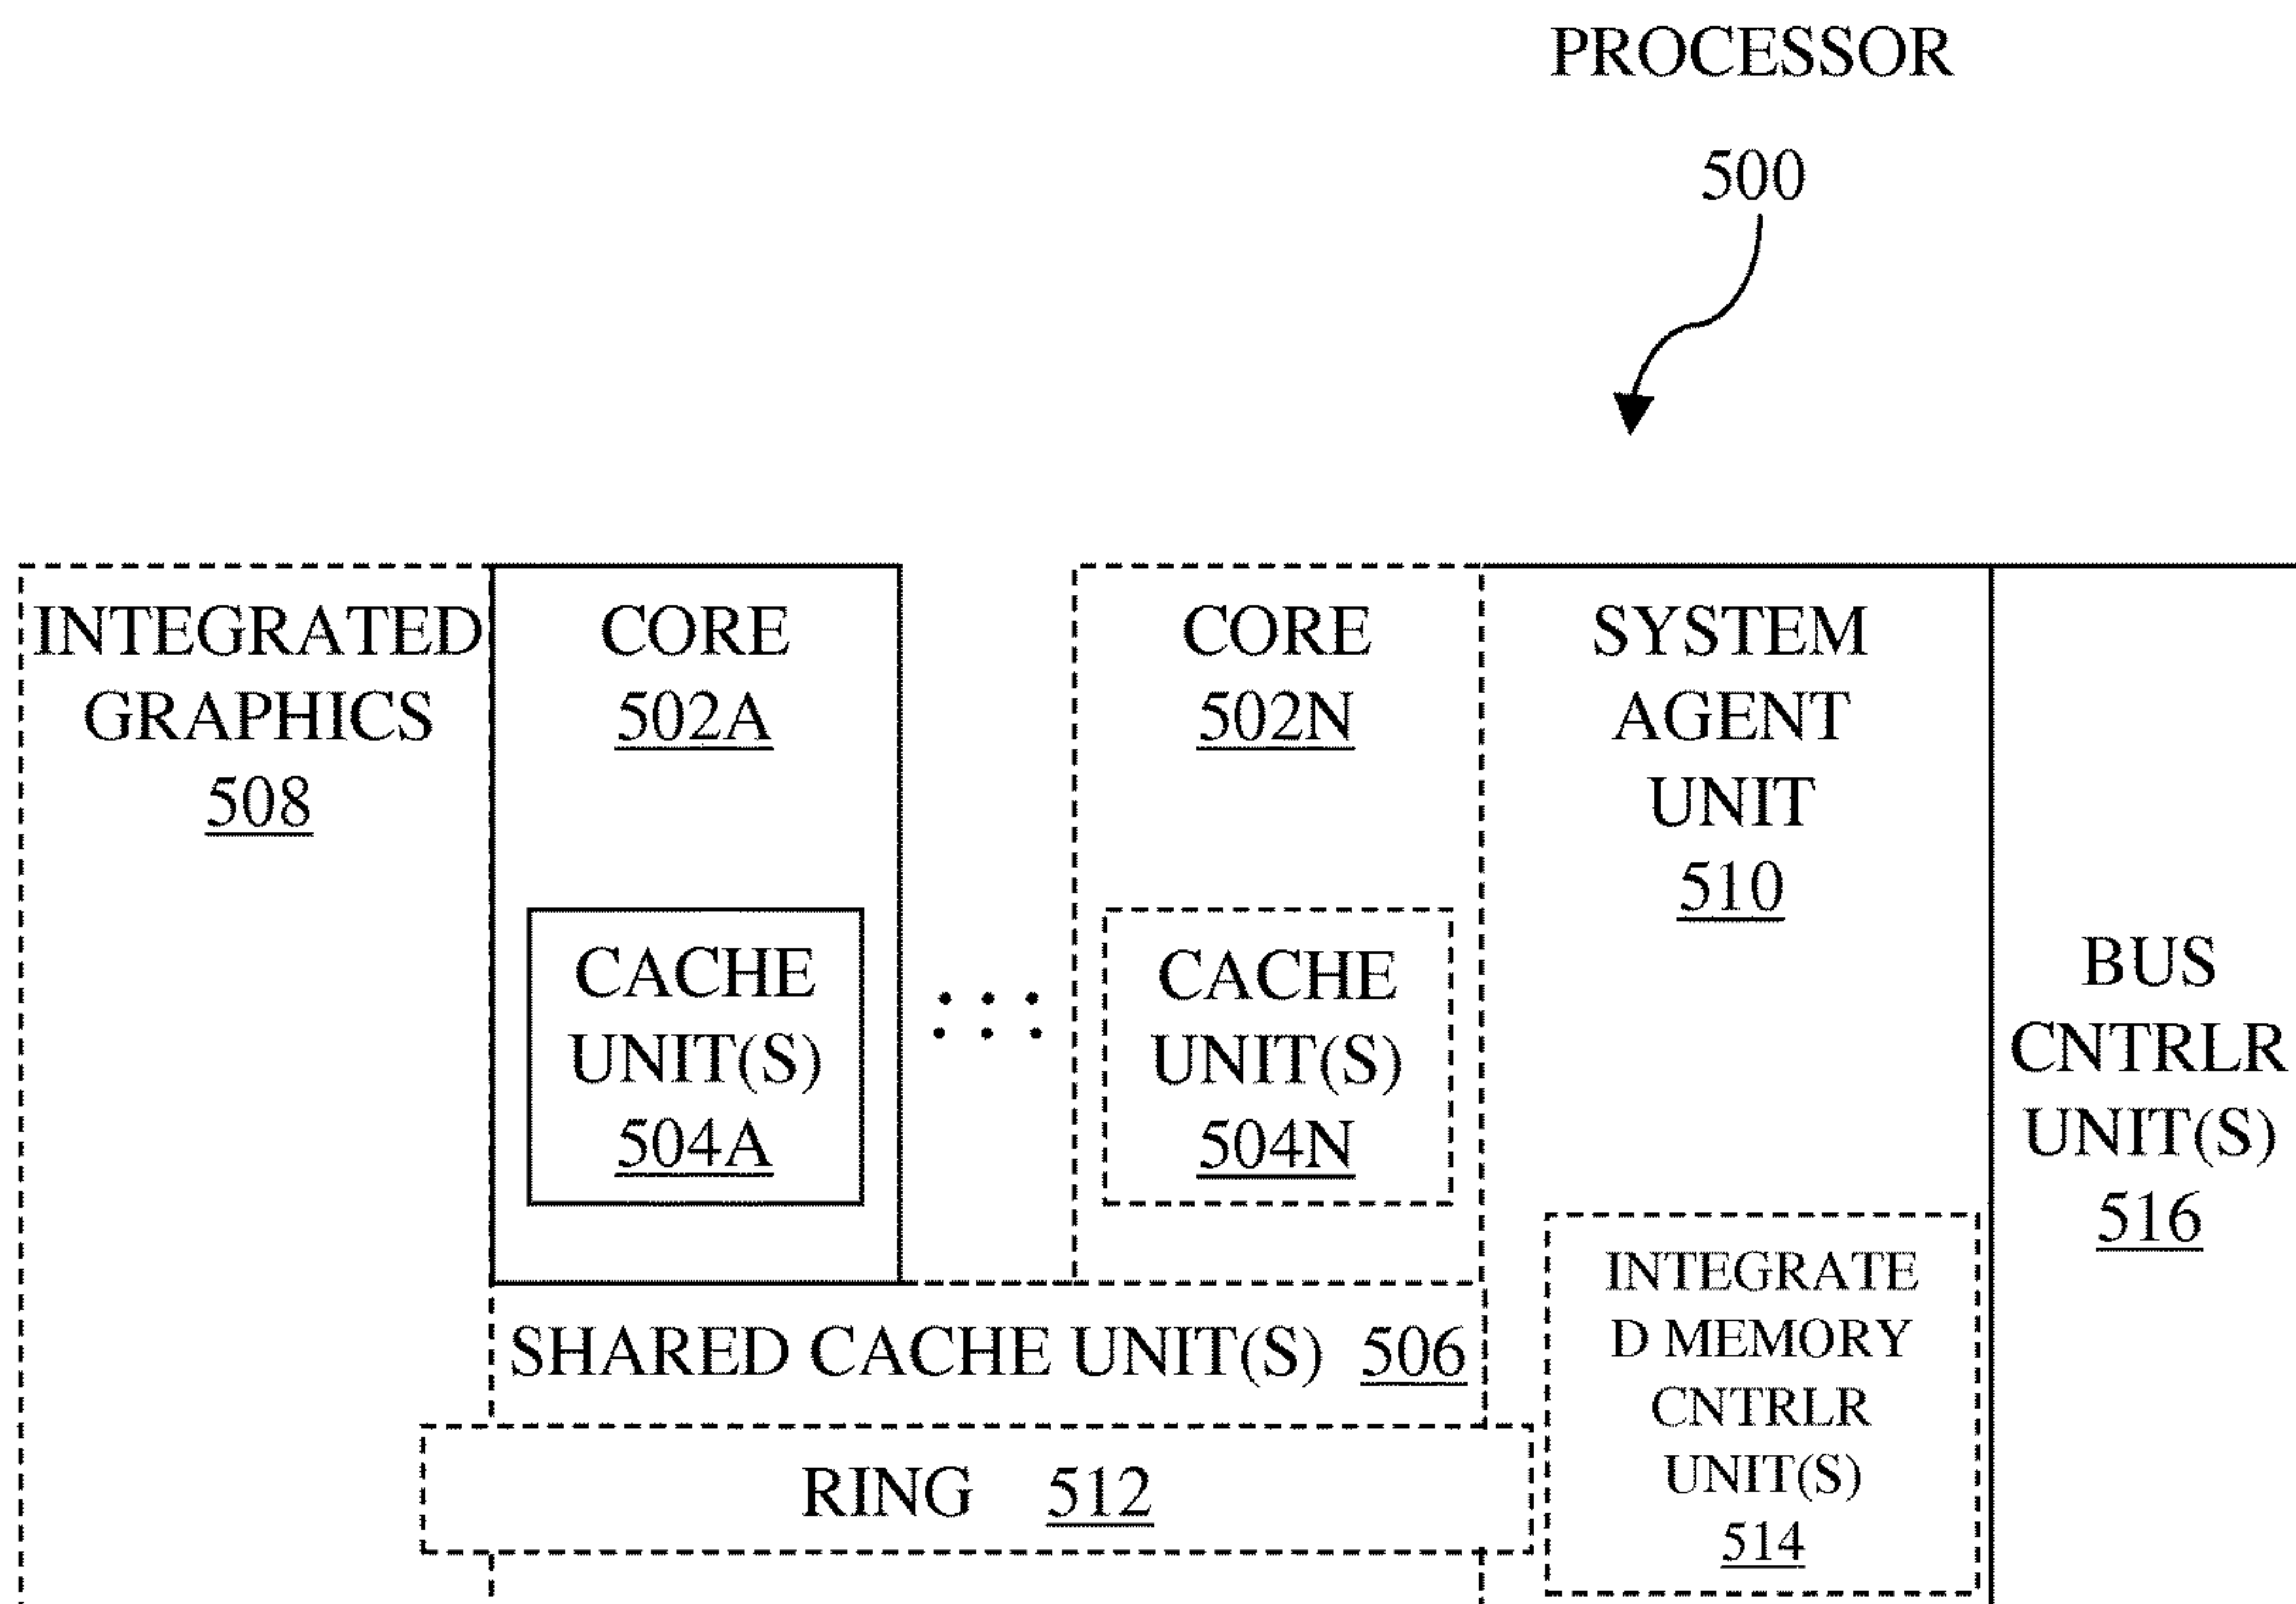 PROCESSOR
500
INTEGRATED
GRAPHICS
508
CORE
502A
CACHE
UNIT(S)
504A
CORE
502N
CACHE
UNIT(S)
504N
SYSTEM
AGENT
UNIT
510
BUS
CNTRLR
UNIT(S)
516
SHARED CACHE UNIT(S) 506
RING 512
INTEGRATE
D MEMORY
CNTRLR
UNIT(S)
514